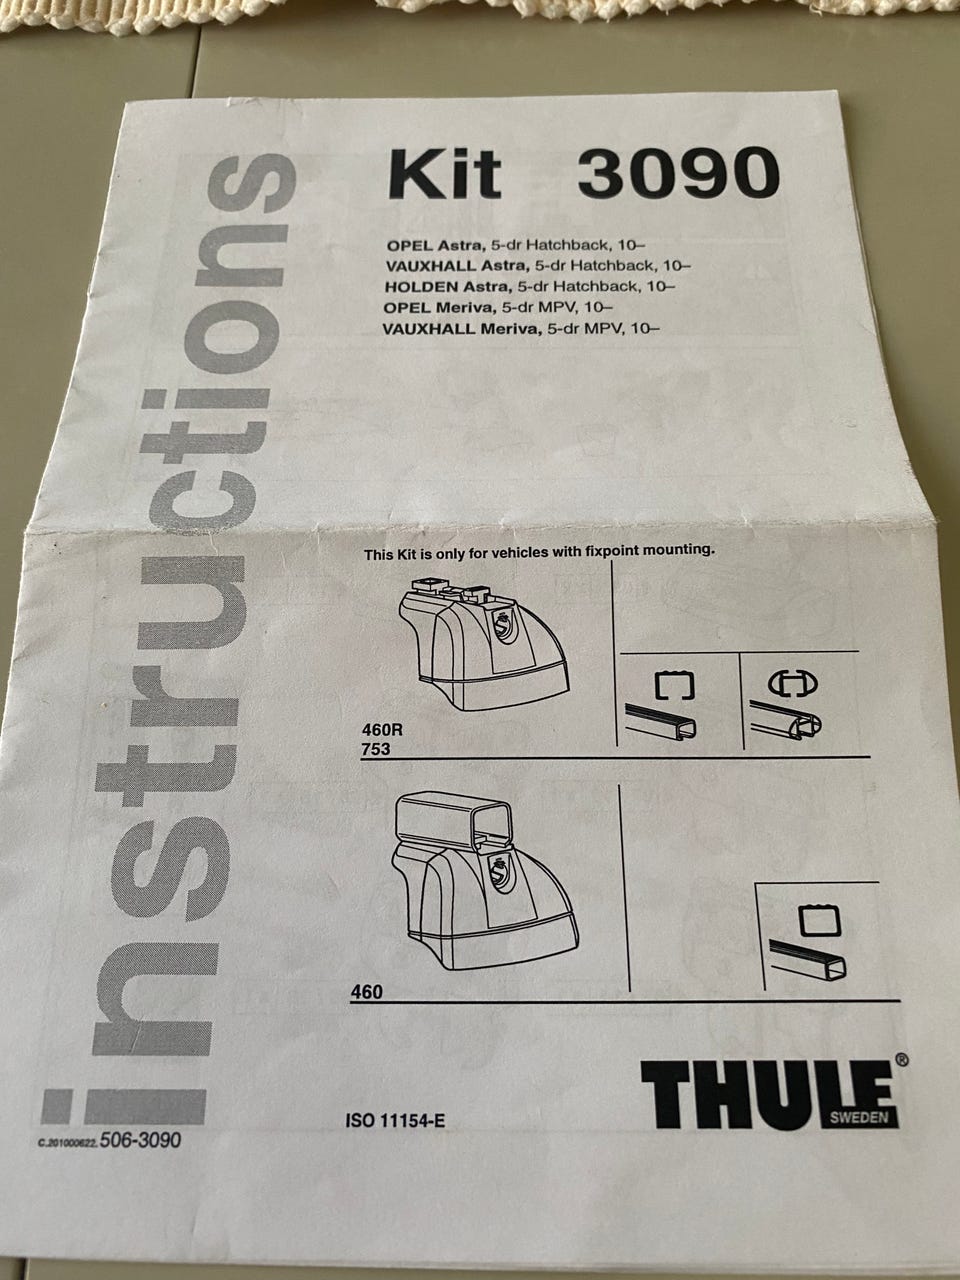 instructions
Kit 3090
OPEL Astra, 5-dr Hatchback, 10–
VAUXHALL Astra, 5-dr Hatchback, 10–
HOLDEN Astra, 5-dr Hatchback, 10–
OPEL Meriva, 5-dr MPV, 10–
VAUXHALL Meriva, 5-dr MPV, 10–
This Kit is only for vehicles with fixpoint mounting.
460R
753
460
THULE®
SWEDEN
ISO 11154-E
C.201000622. 506-3090